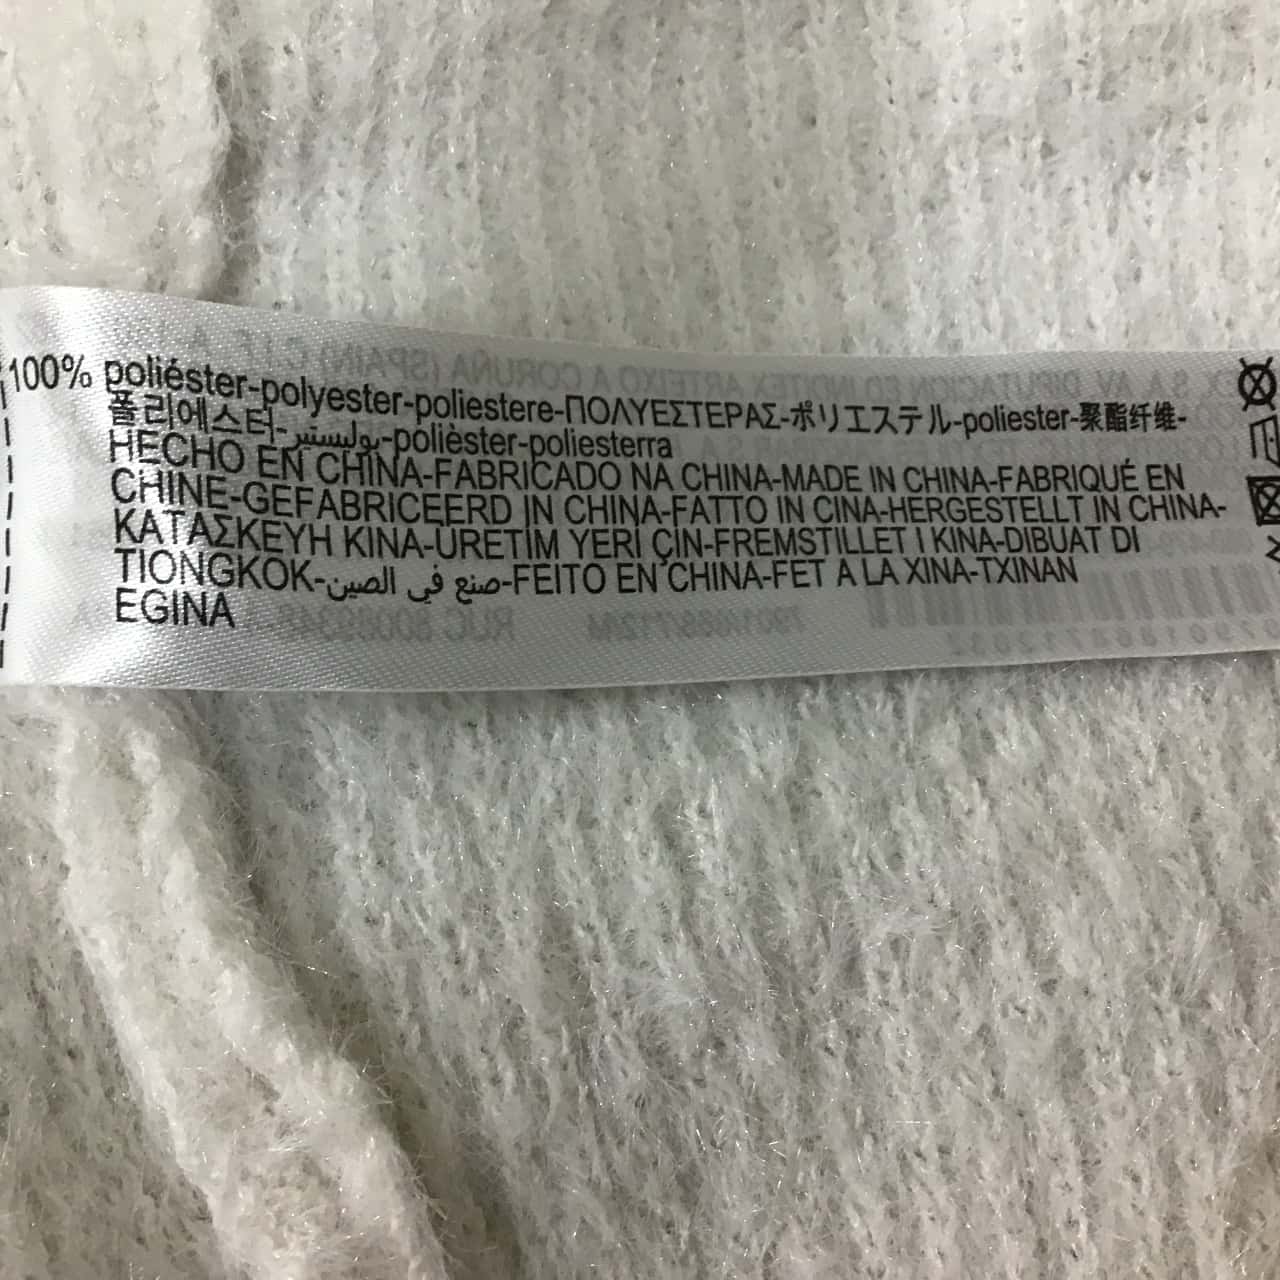 100% poliéster-polyester-poliestere-ΠΟΛΥΕΣΤΕΡΑΣ-ポリエステル-poliester-聚酯纤维-
폴리에스터-بوليستير-polièster-poliesterra
HECHO EN CHINA-FABRICADO NA CHINA-MADE IN CHINA-FABRIQUÉ EN
CHINE-GEFABRICEERD IN CHINA-FATTO IN CINA-HERGESTELLT IN CHINA-
ΚΑΤΑΣΚΕΥΗ ΚΙΝΑ-ÜRETİM YERİ ÇİN-FREMSTILLET I KINA-DIBUAT DI
TIONGKOK-صنع في الصين-FEITO EN CHINA-FET A LA XINA-TXINAN
EGINA